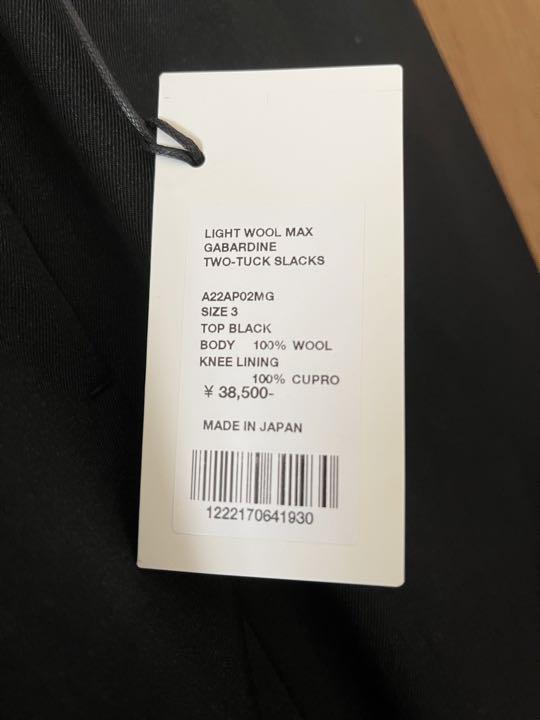 LIGHT WOOL MAX
GABARDINE
TWO-TUCK SLACKS
A22AP02MG
SIZE 3
TOP BLACK
BODY 100% WOOL
KNEE LINING
100% CUPRO
¥ 38,500-
MADE IN JAPAN
1222170641930